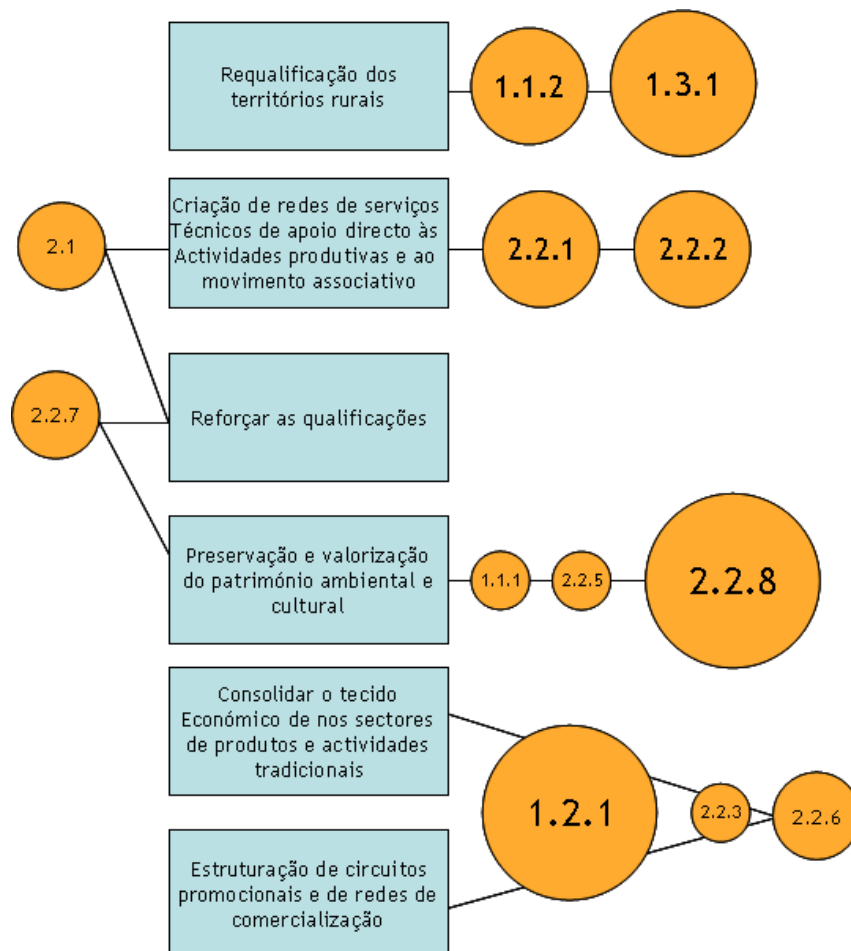 Requalificação dos
territórios rurais
1.1.2
1.3.1
2.1
Criação de redes de serviços
Técnicos de apoio directo às
Actividades produtivas e ao
movimento associativo
2.2.1
2.2.2
2.2.7
Reforçar as qualificações
Preservação e valorização
do património ambiental e
cultural
1.1.1
2.2.5
2.2.8
Consolidar o tecido
Económico de nos sectores
de produtos e actividades
tradicionais
1.2.1
2.2.3
2.2.6
Estruturação de circuitos
promocionais e de redes de
comercialização